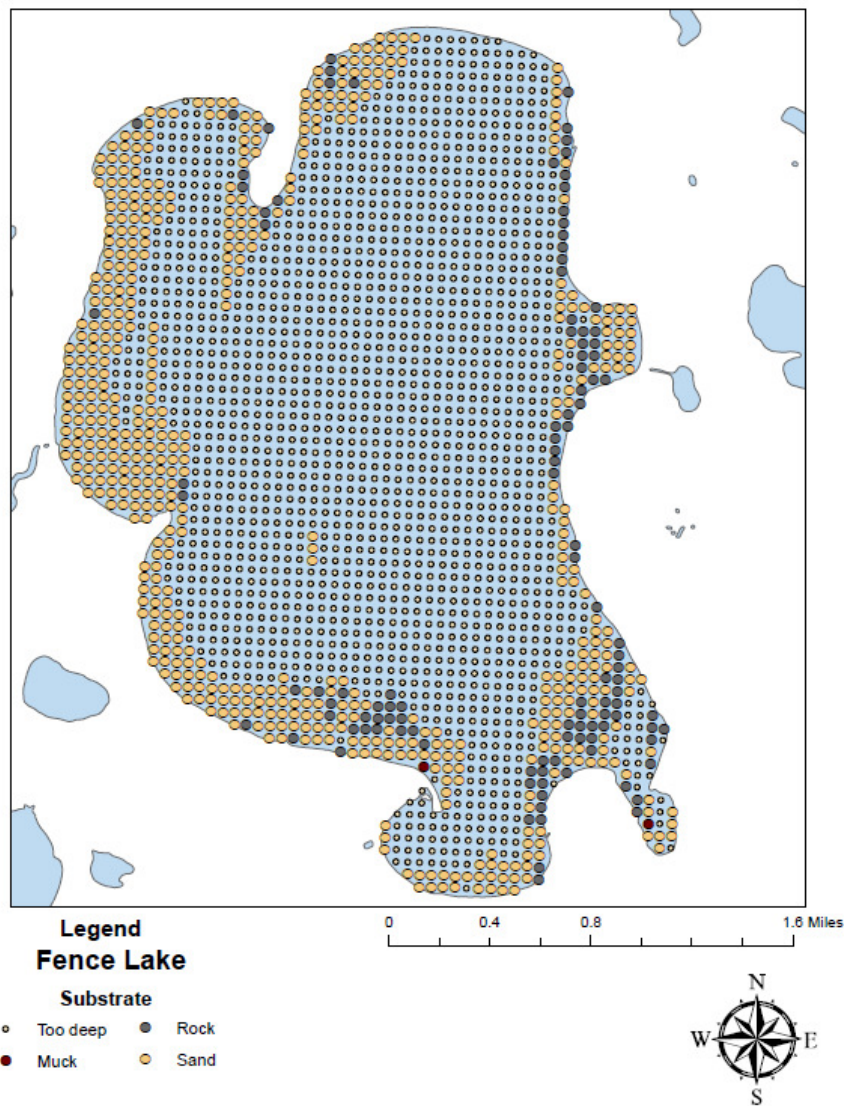 0 0.4 0.8 1.6 Miles
Legend
Fence Lake
Substrate
Too deep Rock
Muck Sand
N
W E
S